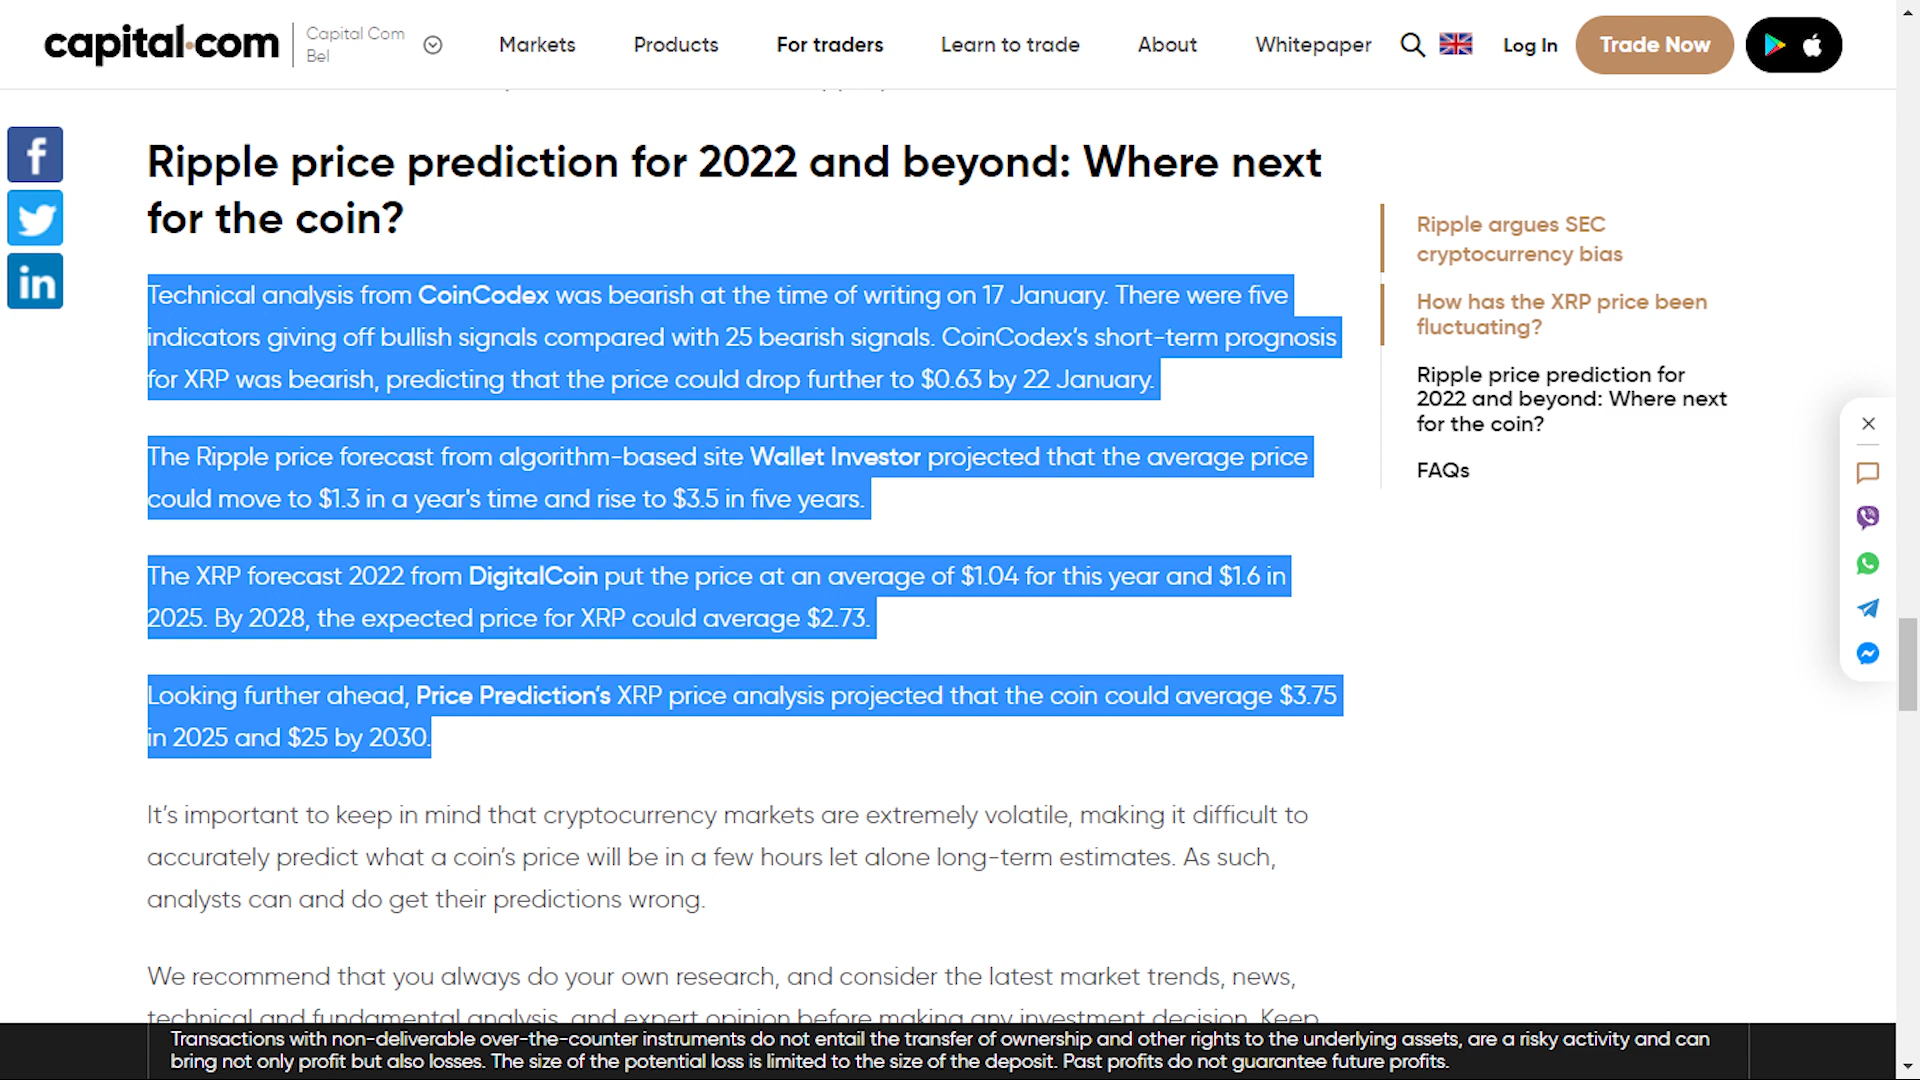 capital.com
Capital Com
Bel
Markets
Products
For traders
Learn to trade
About
Whitepaper
Log In
Trade Now
Ripple price prediction for 2022 and beyond: Where next
for the coin?
Technical analysis from CoinCodex was bearish at the time of writing on 17 January. There were five
indicators giving off bullish signals compared with 25 bearish signals. CoinCodex’s short-term prognosis
for XRP was bearish, predicting that the price could drop further to $0.63 by 22 January.
The Ripple price forecast from algorithm-based site Wallet Investor projected that the average price
could move to $1.3 in a year's time and rise to $3.5 in five years.
The XRP forecast 2022 from DigitalCoin put the price at an average of $1.04 for this year and $1.6 in
2025. By 2028, the expected price for XRP could average $2.73.
Looking further ahead, Price Prediction’s XRP price analysis projected that the coin could average $3.75
in 2025 and $25 by 2030.
It’s important to keep in mind that cryptocurrency markets are extremely volatile, making it difficult to
accurately predict what a coin’s price will be in a few hours let alone long-term estimates. As such,
analysts can and do get their predictions wrong.
We recommend that you always do your own research, and consider the latest market trends, news,
technical and fundamental analysis, and expert opinion before making any investment decision. Keep
Ripple argues SEC
cryptocurrency bias
How has the XRP price been
fluctuating?
Ripple price prediction for
2022 and beyond: Where next
for the coin?
FAQs
Transactions with non-deliverable over-the-counter instruments do not entail the transfer of ownership and other rights to the underlying assets, are a risky activity and can
bring not only profit but also losses. The size of the potential loss is limited to the size of the deposit. Past profits do not guarantee future profits.